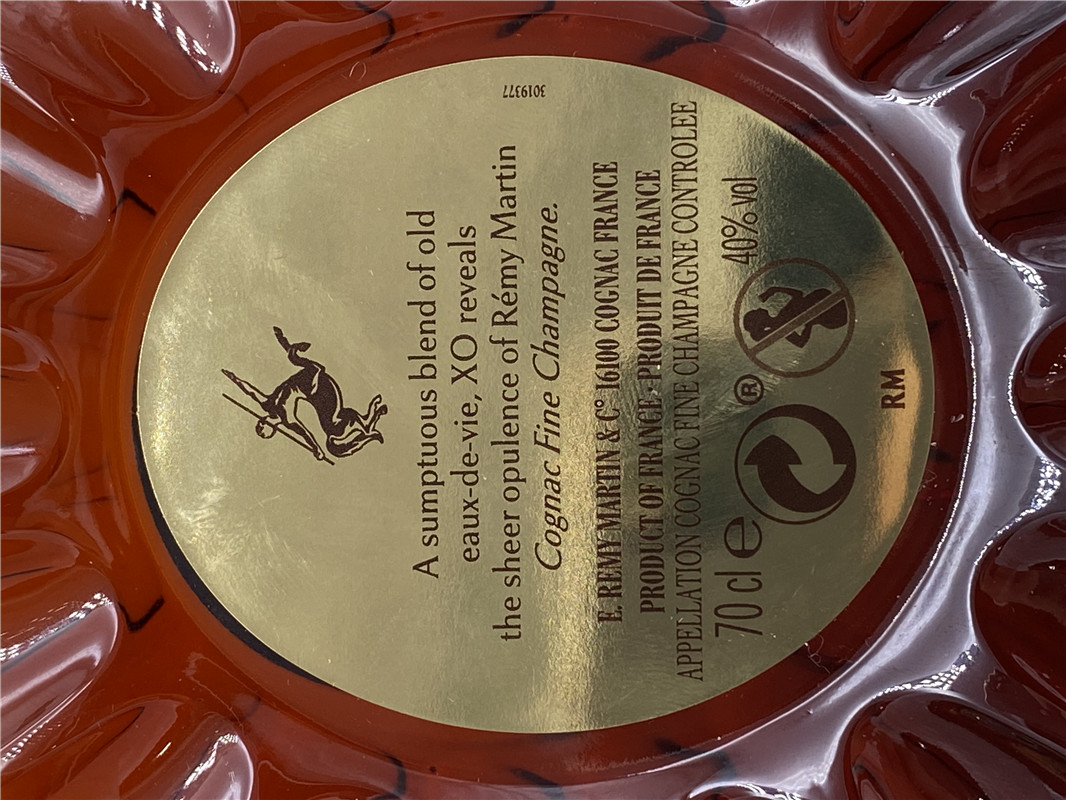 3019377
A sumptuous blend of old
eaux-de-vie, XO reveals
the sheer opulence of Rémy Martin
Cognac Fine Champagne.
E. REMY MARTIN & C° 16100 COGNAC FRANCE
PRODUCT OF FRANCE - PRODUIT DE FRANCE
APPELLATION COGNAC FINE CHAMPAGNE CONTROLEE
70 cl e ® 40% vol
RM